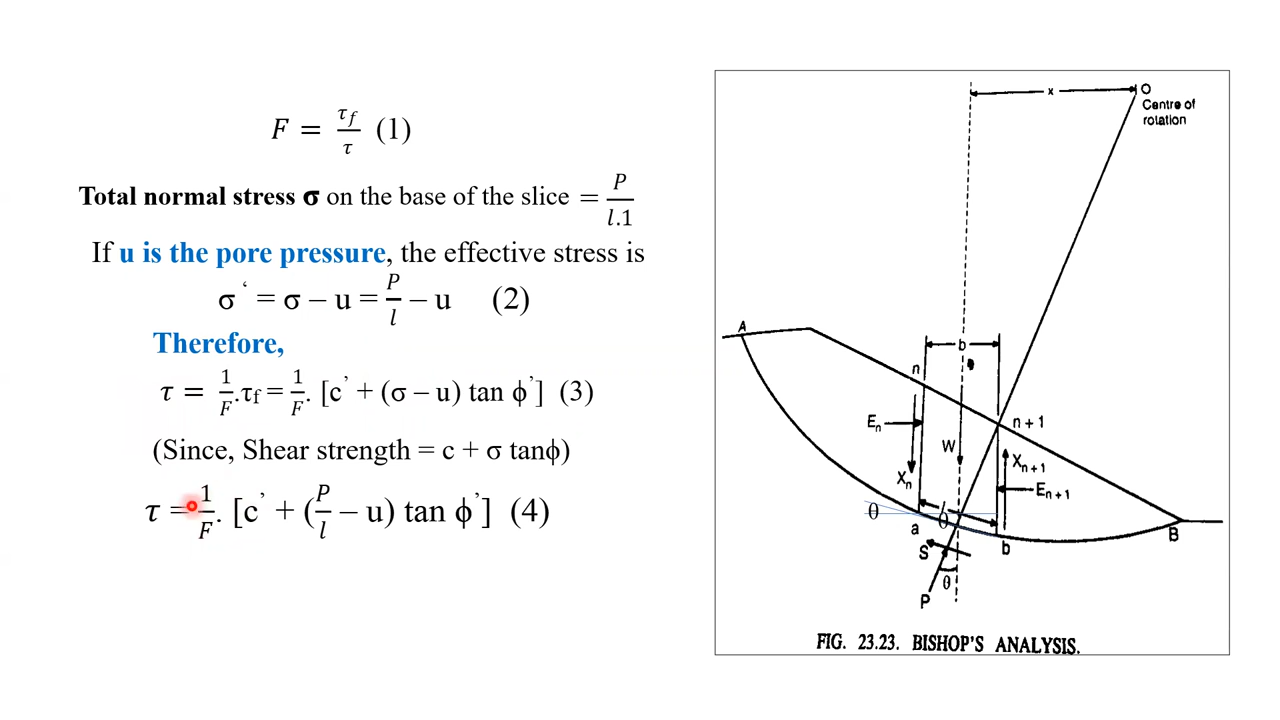 F = τf/τ (1)
Total normal stress σ on the base of the slice = P/l.1
If u is the pore pressure, the effective stress is
σ ‘ = σ – u = P/l – u (2)
Therefore,
τ = 1/F.τf = 1/F. [c’ + (σ – u) tan ϕ’] (3)
(Since, Shear strength = c + σ tanϕ)
τ = 1/F. [c’ + (P/l – u) tan ϕ’] (4)
x
O
Centre of
rotation
A
b
n
n + 1
En
W
Xn
Xn+1
En+1
θ
l
θ
a
b
B
S
θ
P
FIG. 23.23. BISHOP'S ANALYSIS.